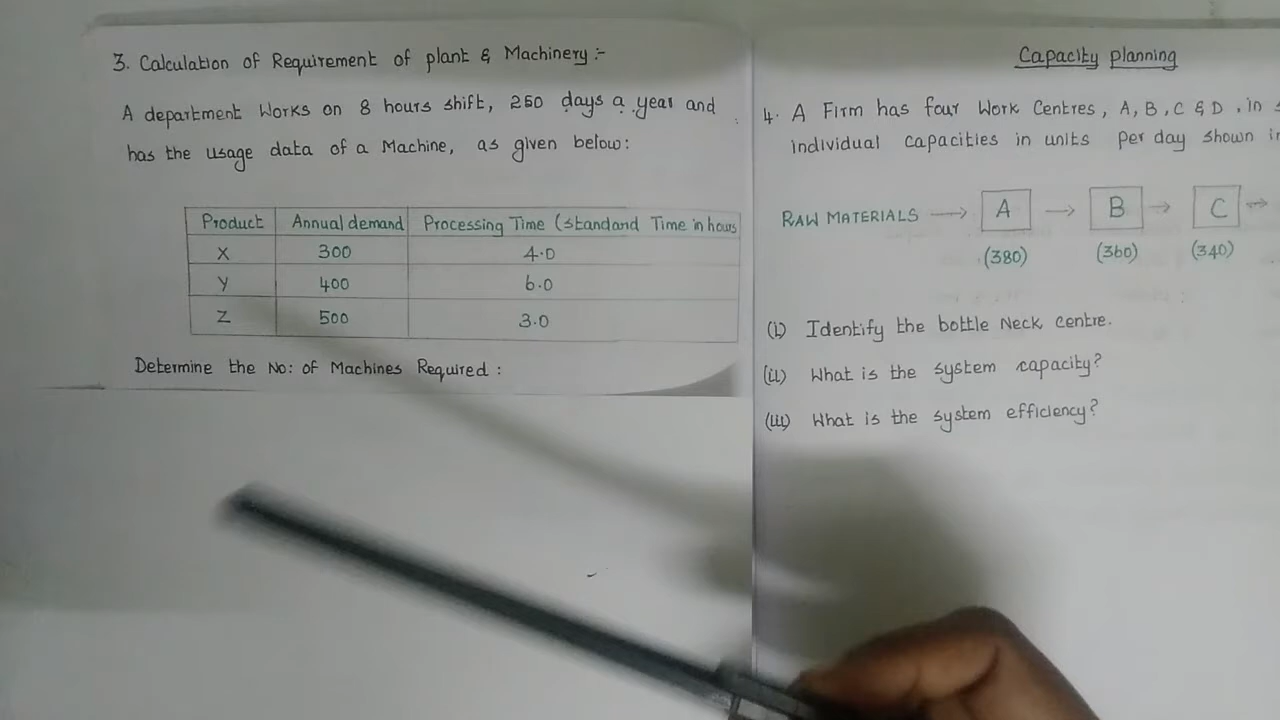 3. Calculation of Requirement of plant & Machinery :-
A department Works on 8 hours shift, 250 days a year and
has the usage data of a Machine, as given below:
Product Annual demand Processing Time (standard Time in hours
X 300 4.0
Y 400 6.0
Z 500 3.0
Determine the No: of Machines Required :
Capacity planning
4. A Firm has four Work Centres, A, B, C & D, in
individual capacities in units per day shown
RAW MATERIALS → A → B → C →
(380) (360) (340)
(i) Identify the bottle Neck centre.
(ii) What is the system capacity?
(iii) What is the system efficiency?